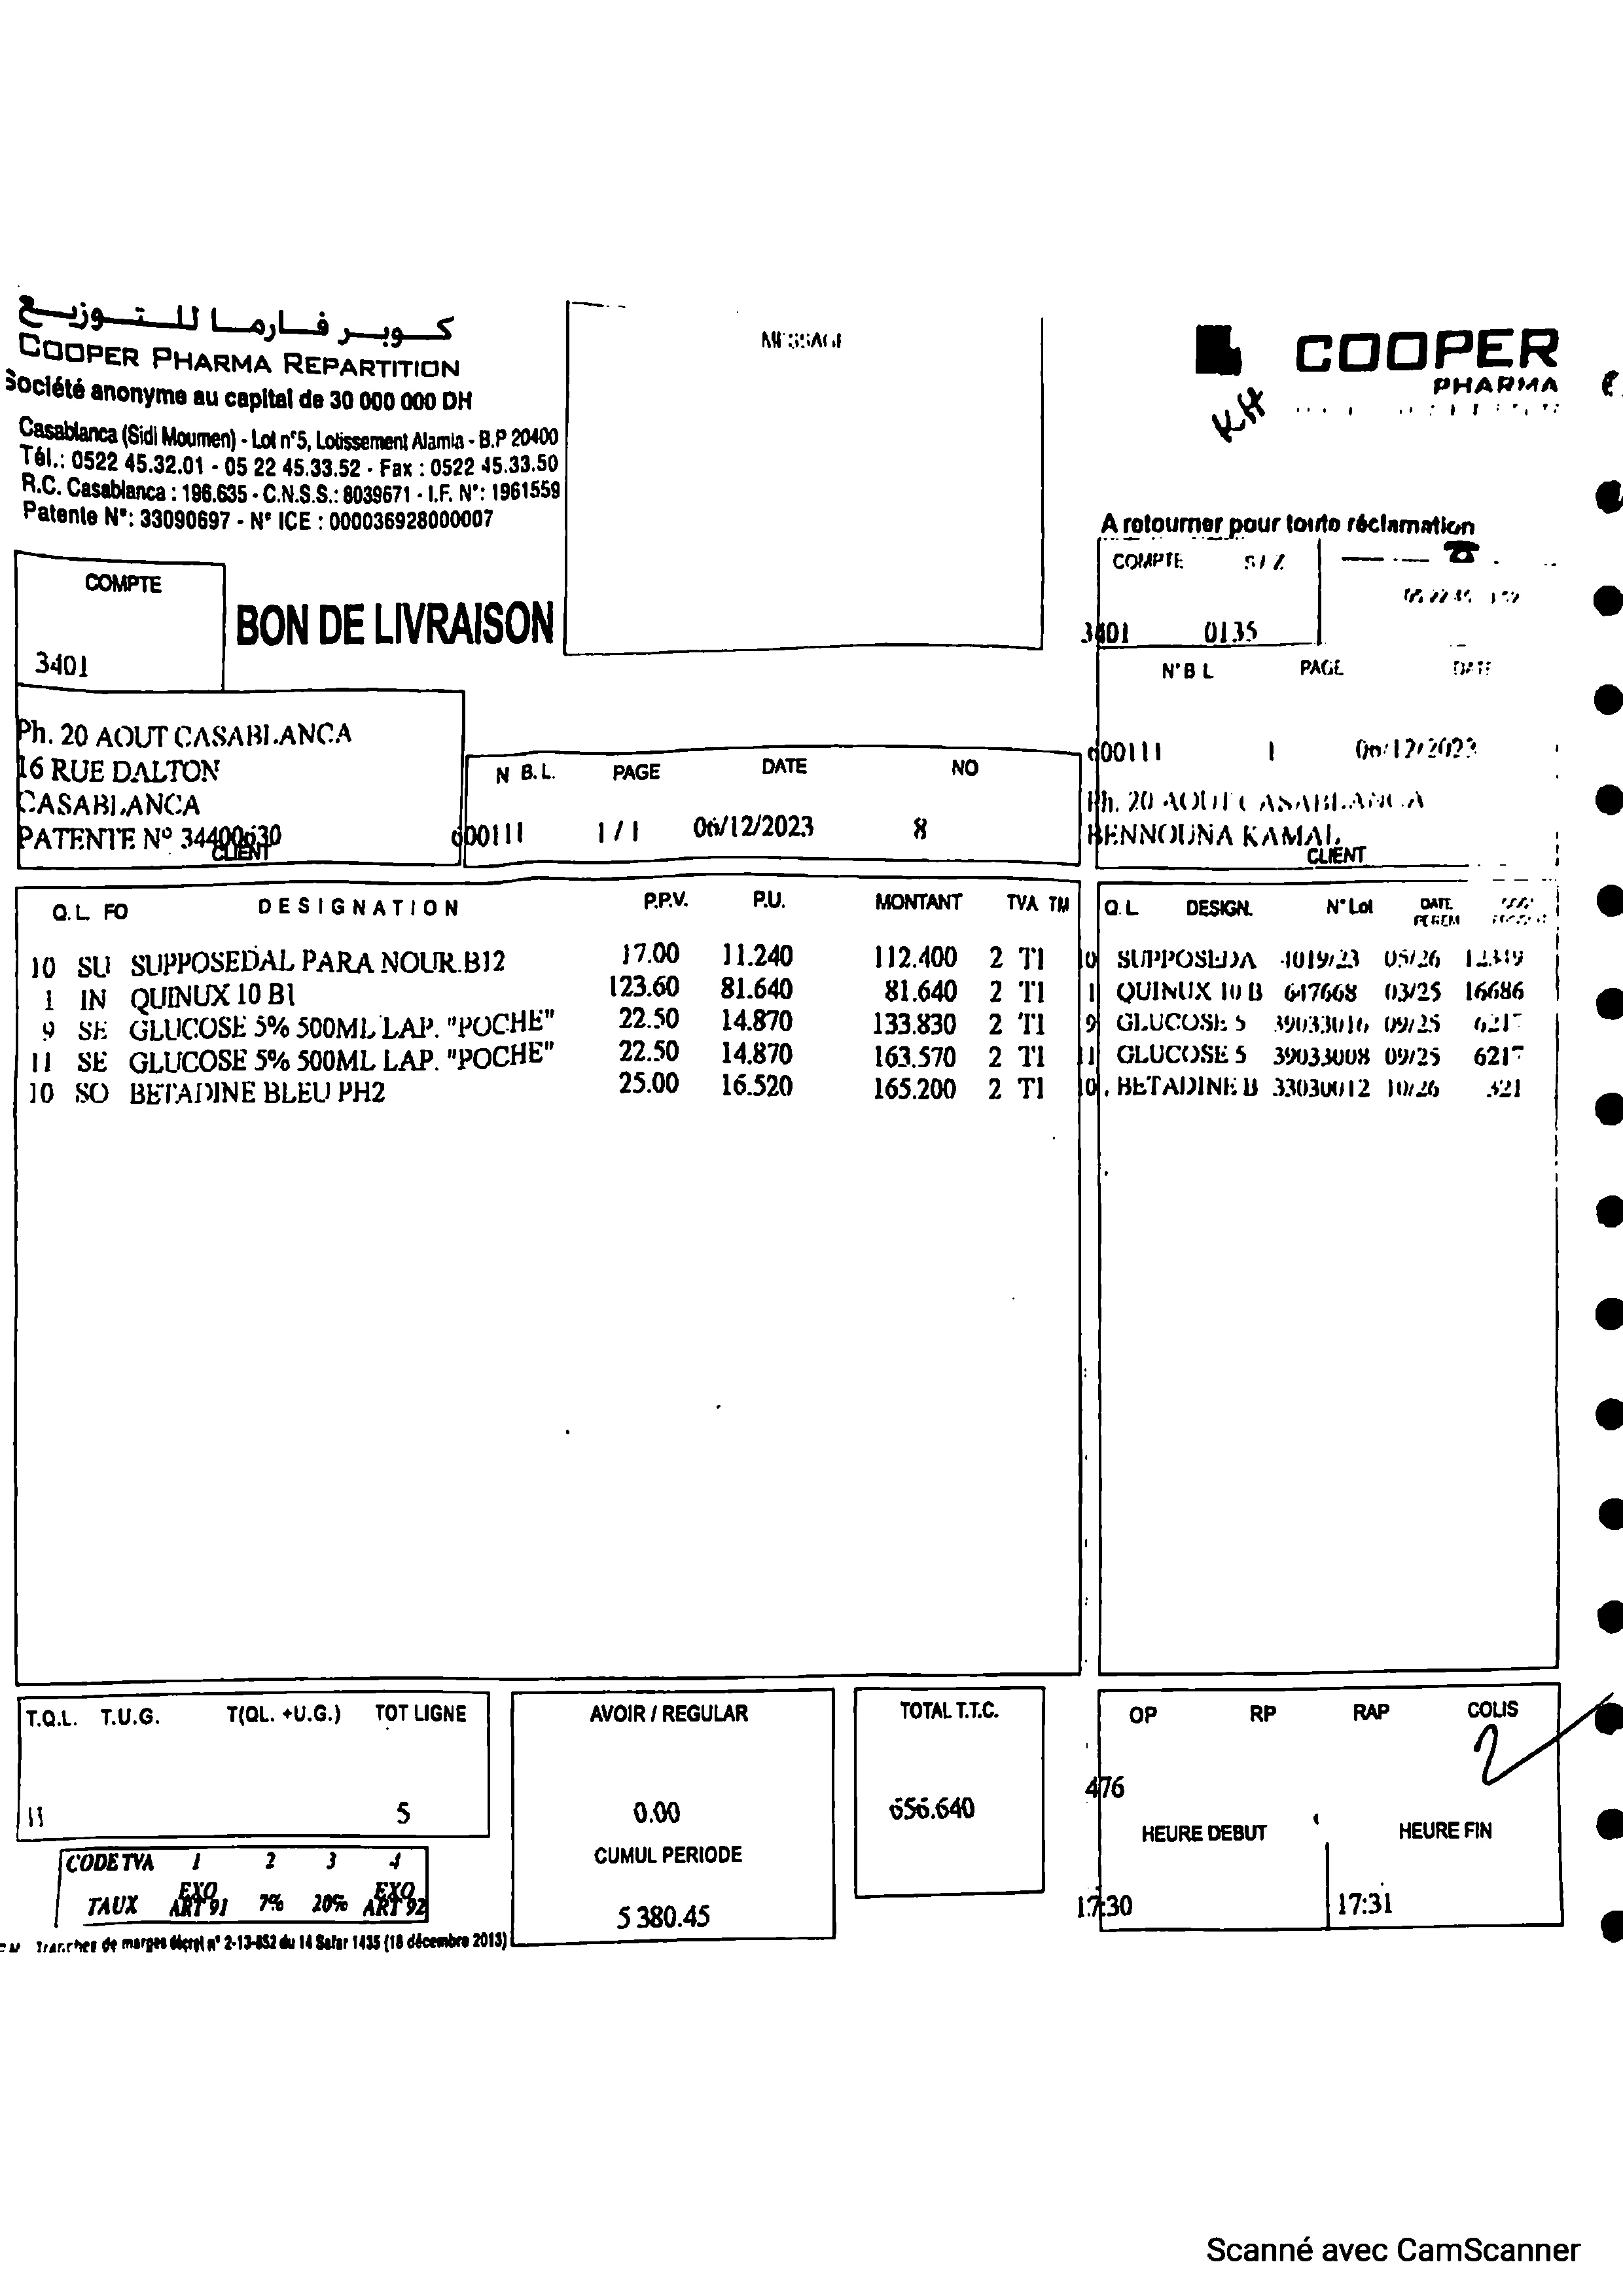 كوبر فارما للتوزيع
COOPER PHARMA REPARTITION
Société anonyme au capital de 30 000 000 DH
Casablanca (Sidi Moumen) - Lot n°5, Lotissement Alamia - B.P 20400
Tél.: 0522 45.32.01 - 05 22 45.33.52 - Fax : 0522 45.33.50
R.C. Casablanca : 196.635 - C.N.S.S.: 8039671 - I.F. N°: 1961559
Patente N°: 33090697 - N° ICE : 000036928000007
MESSAGE
COOPER
PHARMA
KH
A retourner pour toute réclamation
COMPTE
3401
BON DE LIVRAISON
COMPTE S/Z
3401 0135
N°B L PAGE DATE
600111 1 06/12/2023
Ph. 20 AOUT CASABLANCA
BENNOUNA KAMAL
CLIENT
Ph. 20 AOUT CASABLANCA
16 RUE DALTON
CASABLANCA
PATENTE N° 34400630
CLIENT
N B.L. PAGE DATE NO
600111 1 / 1 06/12/2023 8
Q.L FO DESIGNATION P.P.V. P.U. MONTANT TVA TM
10 SU SUPPOSEDAL PARA NOUR.B12 17.00 11.240 112.400 2 T1
1 IN QUINUX 10 B1 123.60 81.640 81.640 2 T1
9 SE GLUCOSE 5% 500ML LAP. "POCHE" 22.50 14.870 133.830 2 T1
11 SE GLUCOSE 5% 500ML LAP. "POCHE" 22.50 14.870 163.570 2 T1
10 SO BETADINE BLEU PH2 25.00 16.520 165.200 2 T1
Q.L DESIGN. N° Lot DATE PEREM
10 SUPPOSEDA 4019/23 05/26 12349
1 QUINUX 10 B 647668 03/25 16686
9 GLUCOSE 5 39033016 09/25 6217
11 GLUCOSE 5 39033008 09/25 6217
10 BETADINE B 33030012 10/26 321
T.Q.L. T.U.G. T(QL. +U.G.) TOT LIGNE
5
AVOIR / REGULAR
0.00
CUMUL PERIODE
5 380.45
TOTAL T.T.C.
656.640
OP RP RAP COLIS
476 2
HEURE DEBUT HEURE FIN
17:30 17:31
CODE TVA 1 2 3 4
TAUX EXO ART 91 7% 20% EXO ART 92
Tranches de marges décret n° 2-13-852 du 14 Safar 1435 (18 décembre 2013)
Scanné avec CamScanner